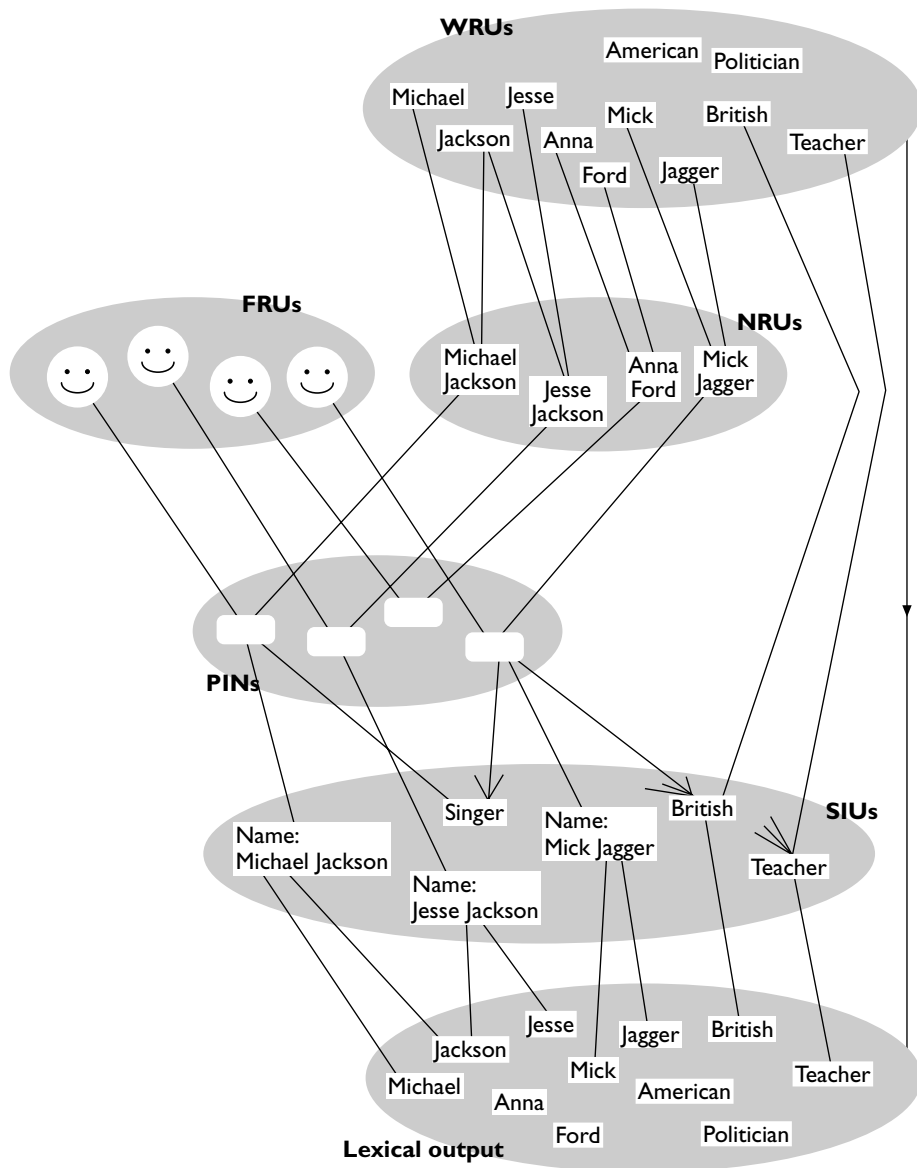 WRUs
American
Politician
Michael
Jesse
Mick
British
Jackson
Anna
Teacher
Ford
Jagger
FRUs
NRUs
Michael
Jackson
Jesse
Jackson
Anna
Ford
Mick
Jagger
PINs
Singer
British
SIUs
Name:
Michael Jackson
Name:
Mick Jagger
Teacher
Name:
Jesse Jackson
Jesse
Jagger
British
Jackson
Michael
Mick
Teacher
Anna
American
Ford
Politician
Lexical output